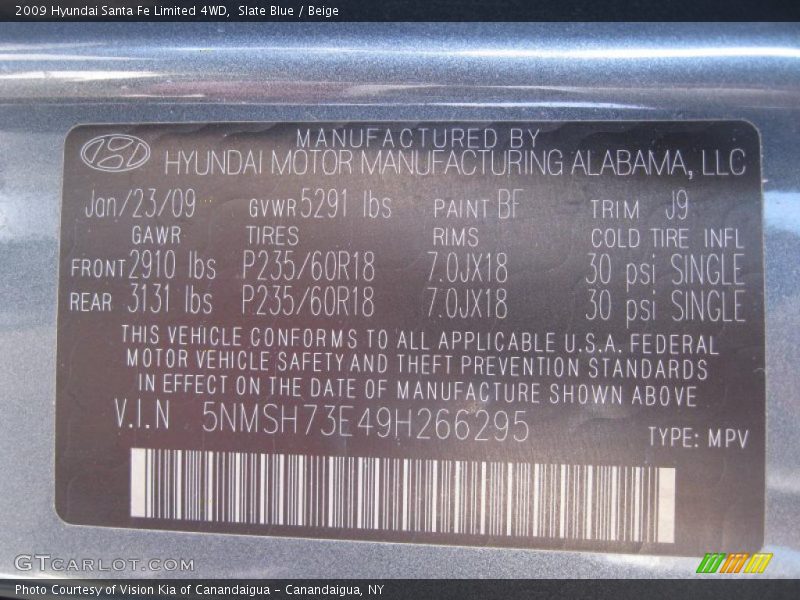 2009 Hyundai Santa Fe Limited 4WD,  Slate Blue / Beige
MANUFACTURED BY
HYUNDAI MOTOR MANUFACTURING ALABAMA, LLC
Jan/23/09 GVWR 5291 lbs PAINT BF TRIM J9
GAWR TIRES RIMS COLD TIRE INFL
FRONT 2910 lbs P235/60R18 7.0JX18 30 psi SINGLE
REAR 3131 lbs P235/60R18 7.0JX18 30 psi SINGLE
THIS VEHICLE CONFORMS TO ALL APPLICABLE U.S.A. FEDERAL
MOTOR VEHICLE SAFETY AND THEFT PREVENTION STANDARDS
IN EFFECT ON THE DATE OF MANUFACTURE SHOWN ABOVE
V.I.N 5NMSH73E49H266295
TYPE: MPV
GTCARLOT.COM
Photo Courtesy of Vision Kia of Canandaigua – Canandaigua, NY